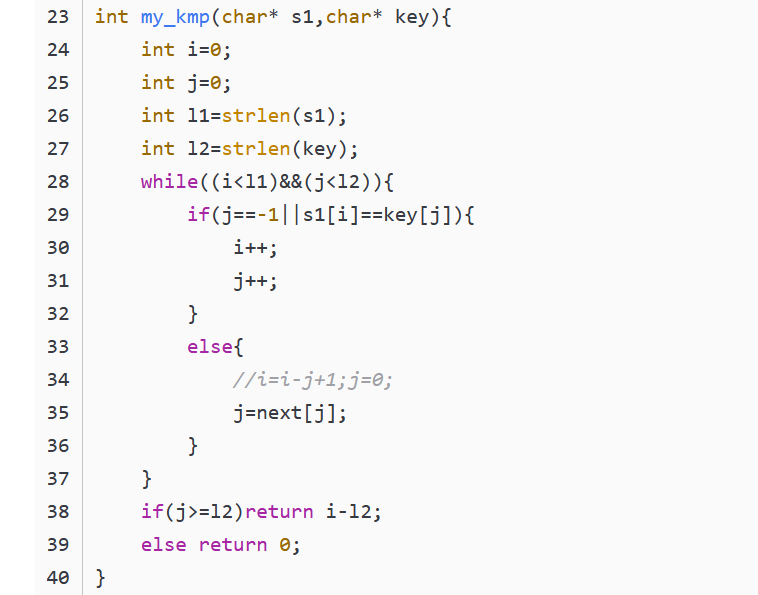 23 int my_kmp(char* s1,char* key){
24     int i=0;
25     int j=0;
26     int l1=strlen(s1);
27     int l2=strlen(key);
28     while((i<l1)&&(j<l2)){
29         if(j==-1||s1[i]==key[j]){
30             i++;
31             j++;
32         }
33         else{
34             //i=i-j+1;j=0;
35             j=next[j];
36         }
37     }
38     if(j>=l2)return i-l2;
39     else return 0;
40 }